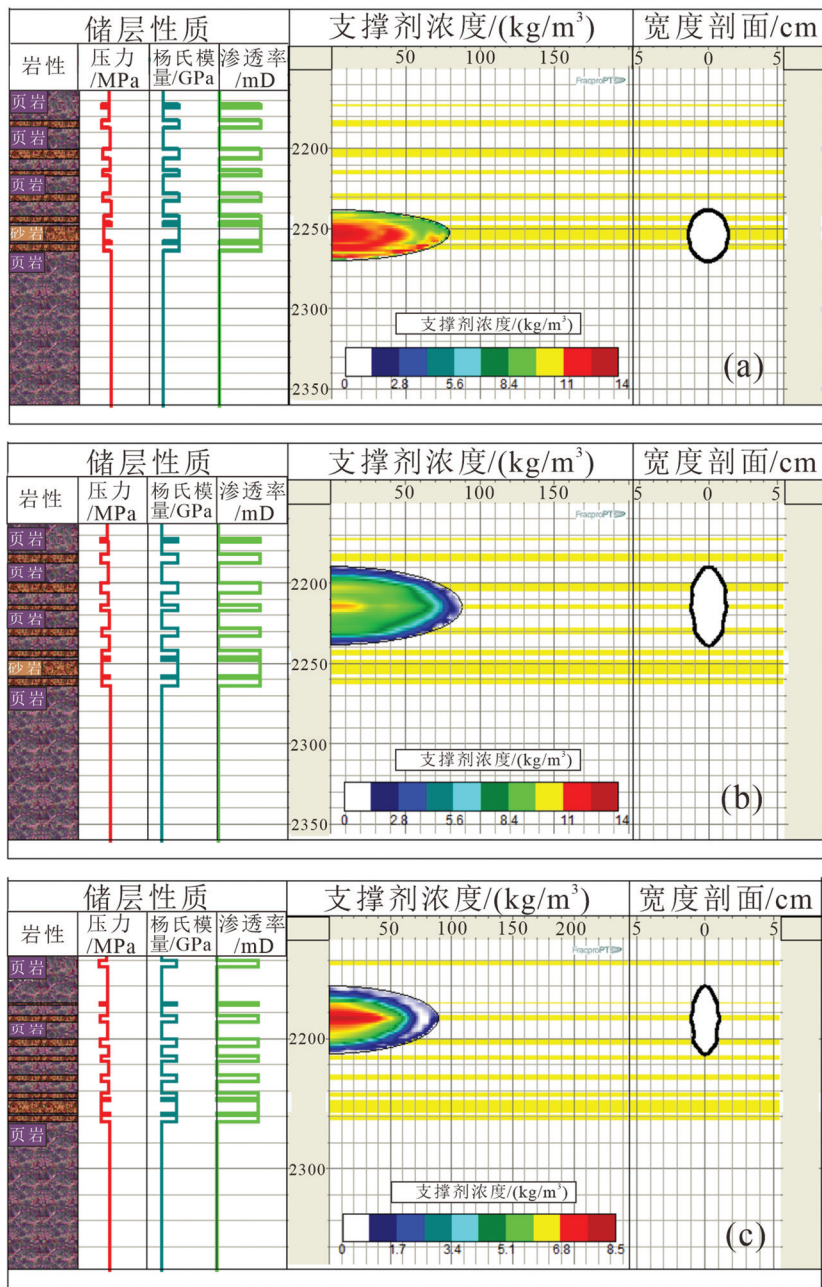 储层性质
支撑剂浓度/(kg/m³)
宽度剖面/cm
岩性
压力
/MPa
杨氏模
量/GPa
渗透率
/mD
50 100 150 200
5 0 5
FracproPT
页岩
页岩
页岩
砂岩
页岩
2200
2250
2300
2350
支撑剂浓度/(kg/m³)
0 2.8 5.6 8.4 11 14
(a)
储层性质
支撑剂浓度/(kg/m³)
宽度剖面/cm
岩性
压力
/MPa
杨氏模
量/GPa
渗透率
/mD
50 100 150 200
5 0 5
FracproPT
页岩
页岩
页岩
砂岩
页岩
2200
2250
2300
2350
支撑剂浓度/(kg/m³)
0 2.8 5.6 8.4 11 14
(b)
储层性质
支撑剂浓度/(kg/m³)
宽度剖面/cm
岩性
压力
/MPa
杨氏模
量/GPa
渗透率
/mD
50 100 150 200
5 0 5
FracproPT
页岩
页岩
页岩
2200
2300
支撑剂浓度/(kg/m³)
0 1.7 3.4 5.1 6.8 8.5
(c)